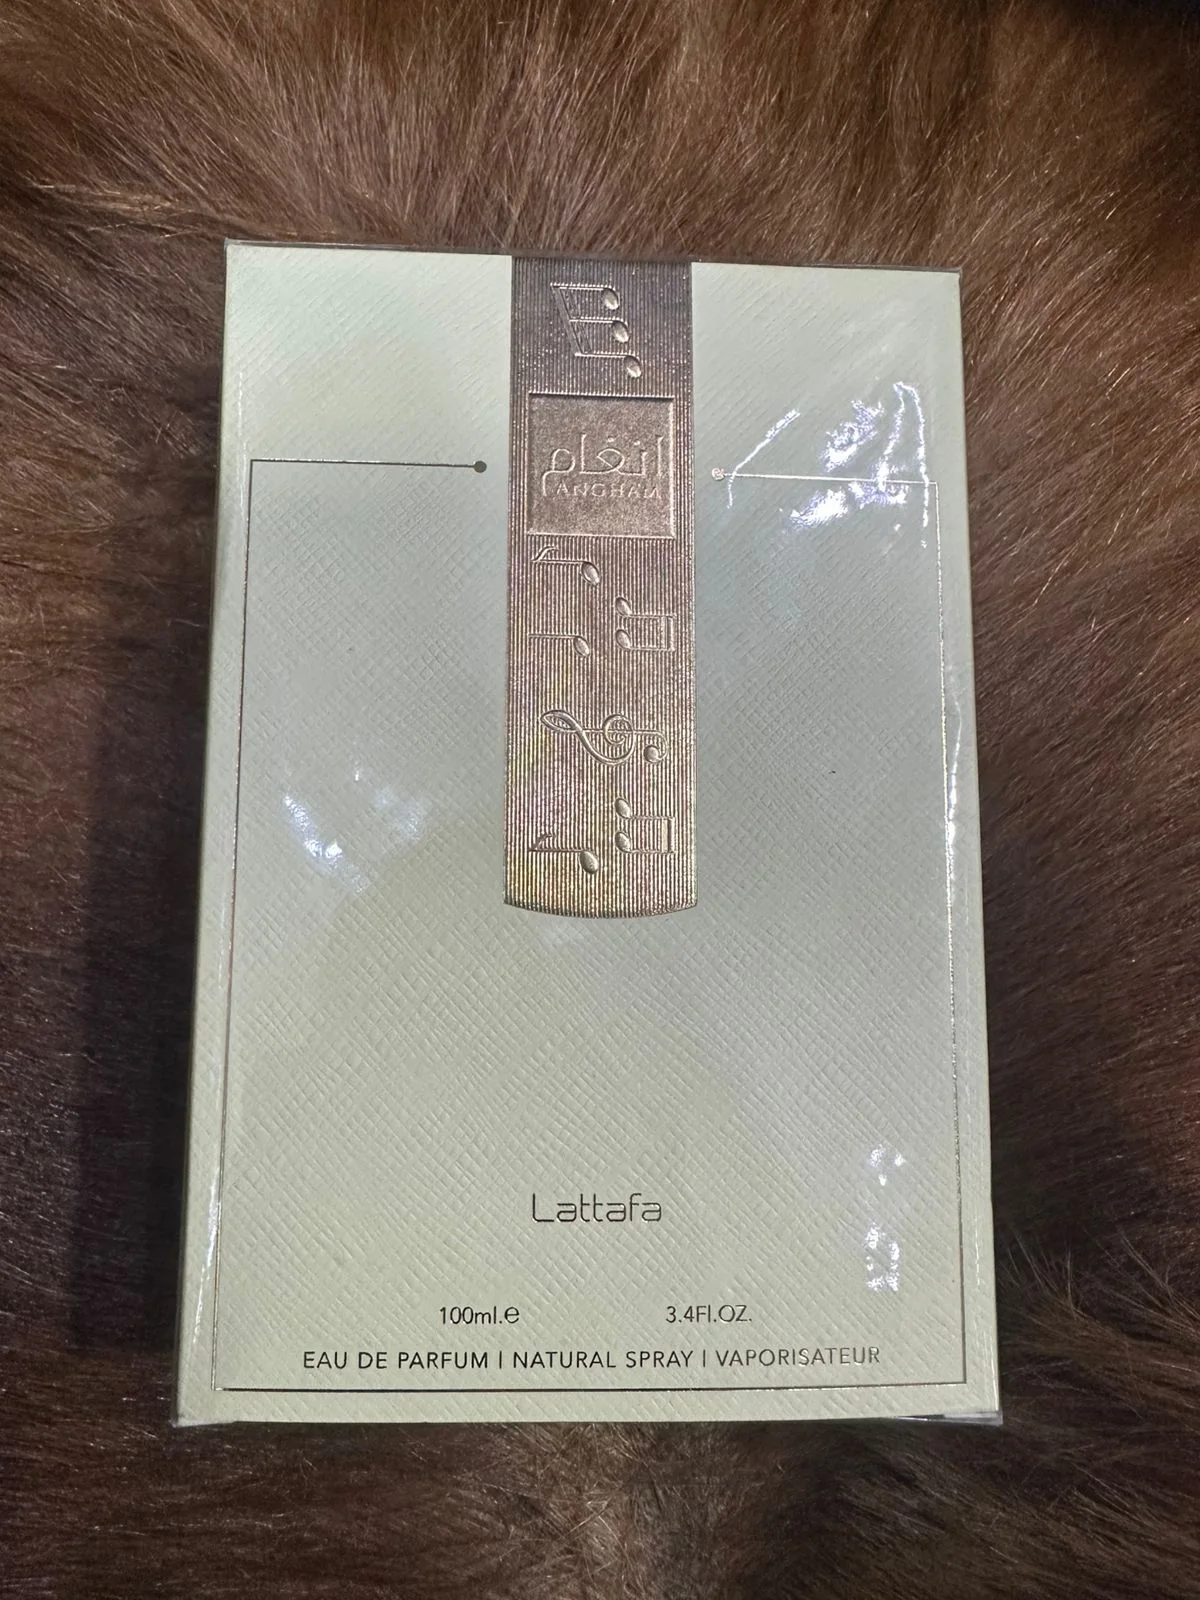 انغام
ANGHAM
Lattafa
100ml.e 3.4Fl.OZ.
EAU DE PARFUM | NATURAL SPRAY | VAPORISATEUR